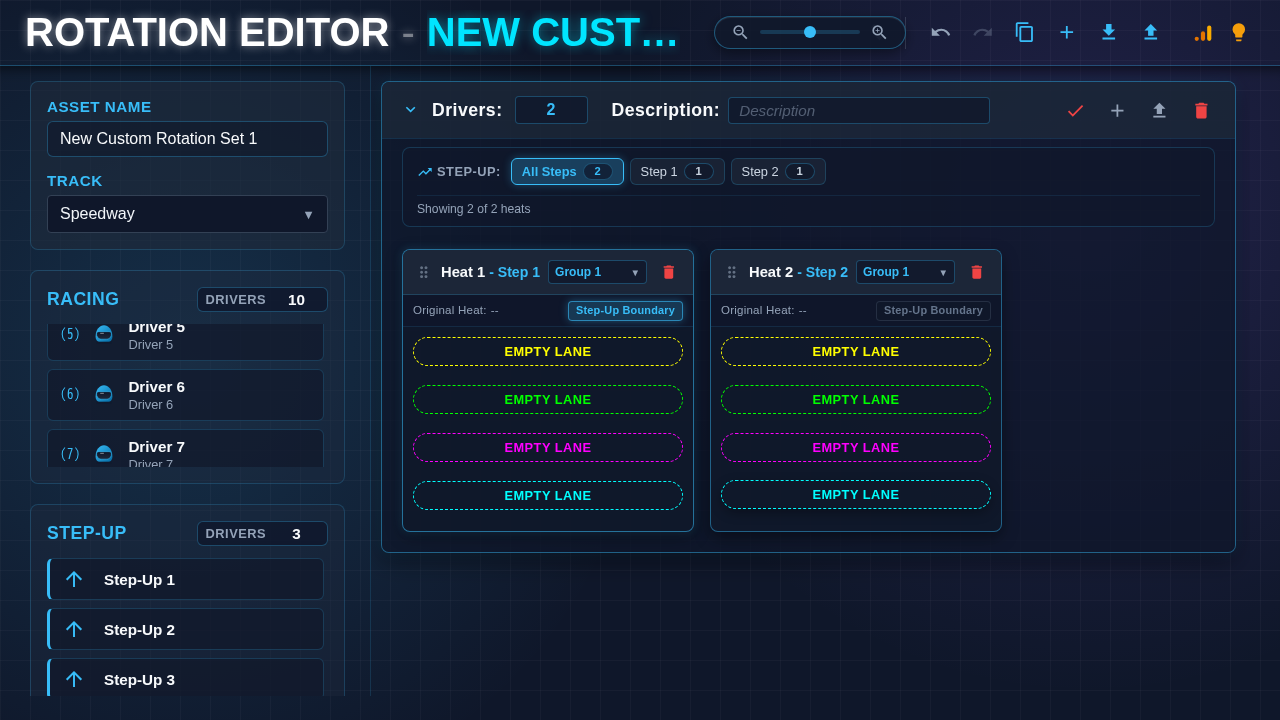 ROTATION EDITOR - NEW CUST…
ASSET NAME
New Custom Rotation Set 1
TRACK
Speedway
RACING
DRIVERS 10
(5) Driver 5
Driver 5
(6) Driver 6
Driver 6
(7) Driver 7
Driver 7
STEP-UP
DRIVERS 3
Step-Up 1
Step-Up 2
Step-Up 3
Drivers: 2 Description: Description
STEP-UP: All Steps 2 Step 1 1 Step 2 1
Showing 2 of 2 heats
Heat 1 - Step 1 Group 1
Original Heat: -- Step-Up Boundary
EMPTY LANE
EMPTY LANE
EMPTY LANE
EMPTY LANE
Heat 2 - Step 2 Group 1
Original Heat: -- Step-Up Boundary
EMPTY LANE
EMPTY LANE
EMPTY LANE
EMPTY LANE